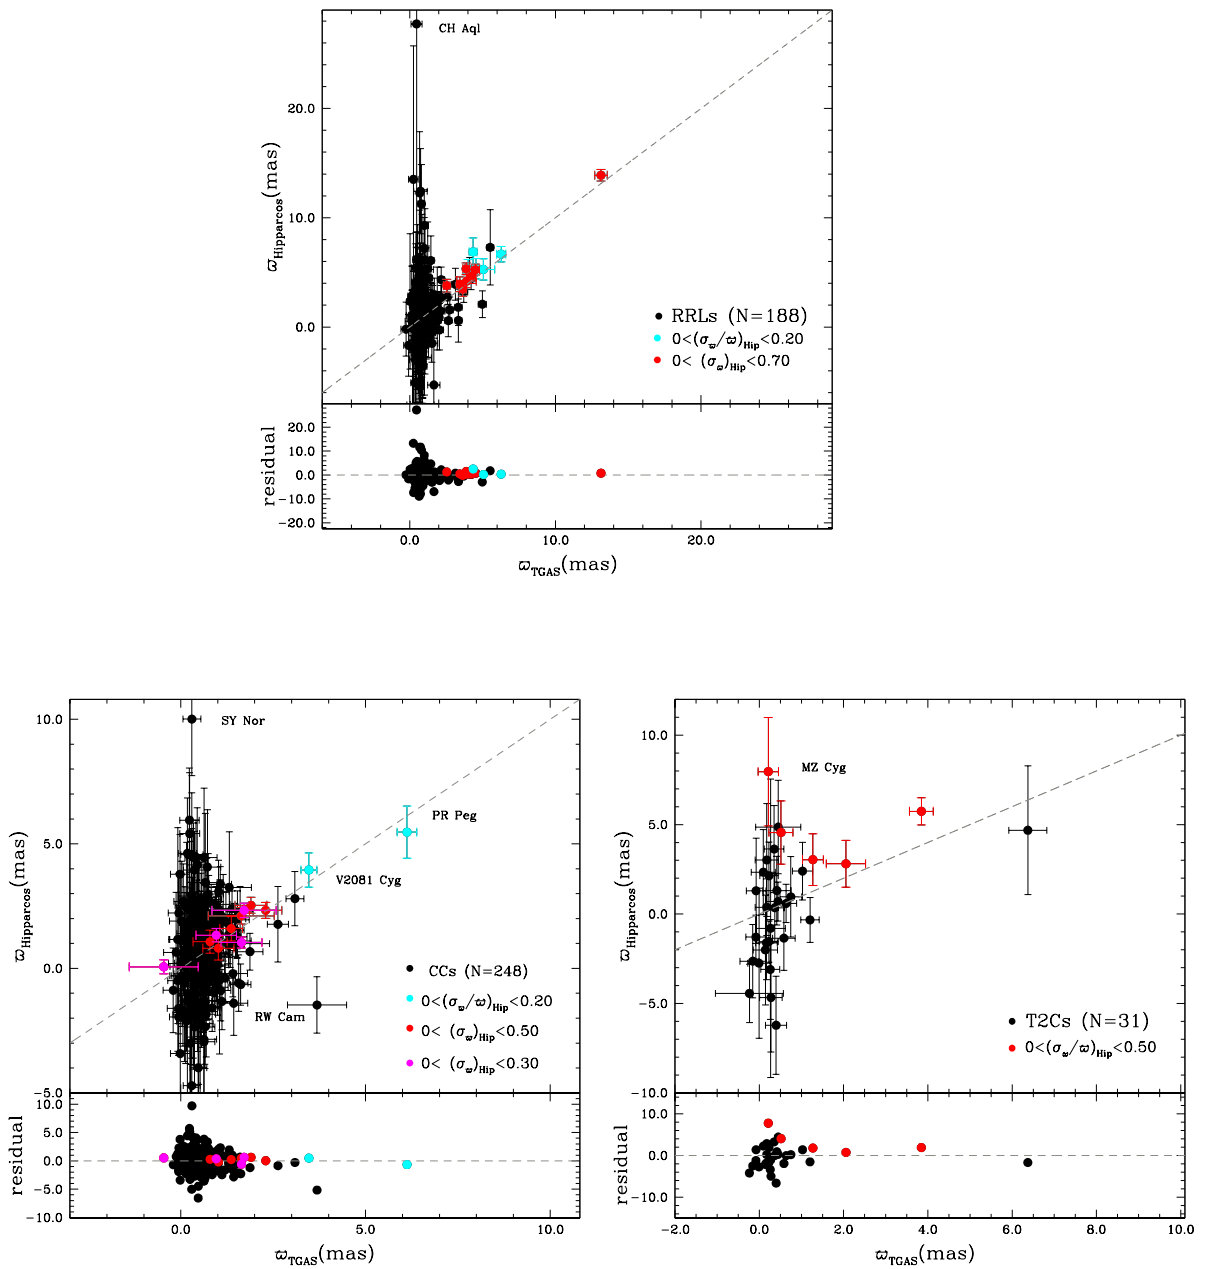 CH Aql
20.0
10.0
0.0
ϖHipparcos(mas)
RRLs (N=188)
0<(σϖ/ϖ)Hip<0.20
0< (σϖ)Hip<0.70
20.0
10.0
0.0
−10.0
−20.0
residual
0.0 10.0 20.0
ϖTGAS(mas)
10.0
5.0
0.0
−5.0
ϖHipparcos(mas)
SY Nor
PR Peg
V2081 Cyg
RW Cam
CCs (N=248)
0<(σϖ/ϖ)Hip<0.20
0< (σϖ)Hip<0.50
0< (σϖ)Hip<0.30
10.0
5.0
0.0
−5.0
−10.0
residual
0.0 5.0 10.0
ϖTGAS(mas)
10.0
5.0
0.0
−5.0
−10.0
ϖHipparcos(mas)
MZ Cyg
T2Cs (N=31)
0<(σϖ/ϖ)Hip<0.50
10.0
0.0
−10.0
residual
−2.0 0.0 2.0 4.0 6.0 8.0 10.0
ϖTGAS(mas)